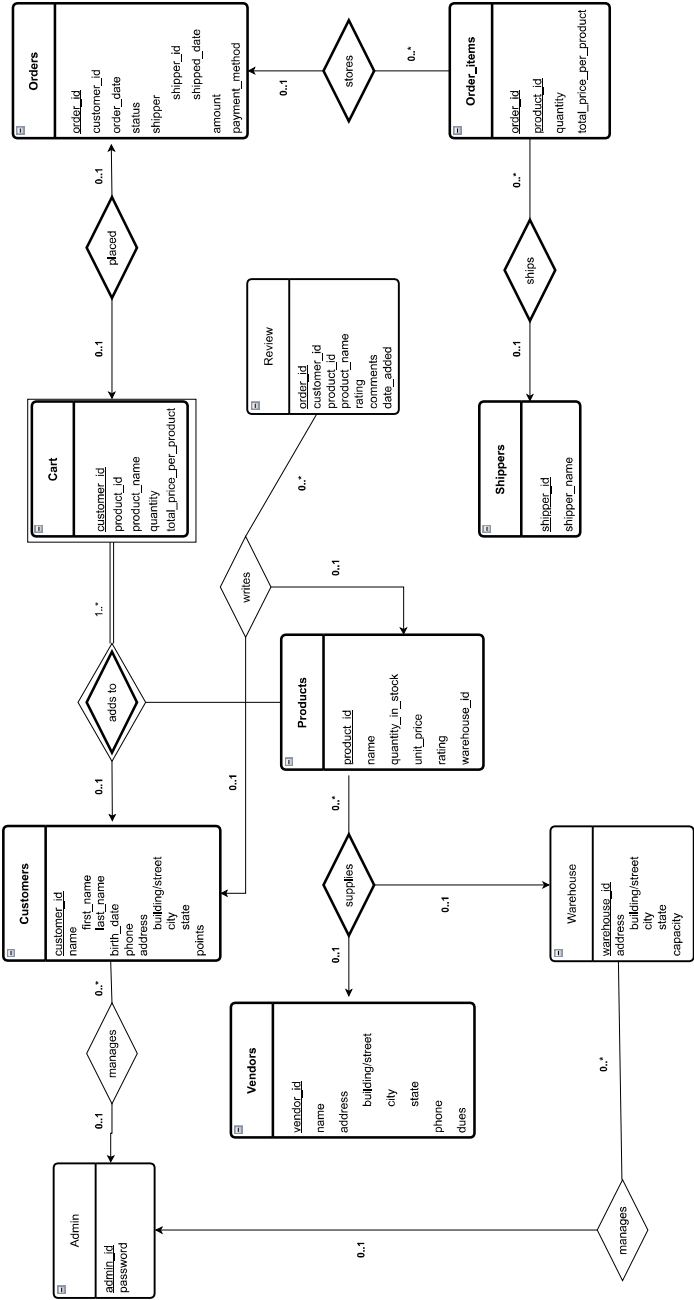 Admin
admin_id
password
0..1
manages
0..*
Customers
customer_id
name
first_name
last_name
birth_date
phone
address
building/street
city
state
points
0..1
adds to
1..*
Cart
customer_id
product_id
product_name
quantity
total_price_per_product
0..1
placed
0..1
Orders
order_id
customer_id
order_date
status
shipper
shipper_id
shipped_date
amount
payment_method
0..1
stores
0..*
Order_items
order_id
product_id
quantity
total_price_per_product
0..*
ships
0..1
Shippers
shipper_id
shipper_name
Review
order_id
customer_id
product_id
product_name
rating
comments
date_added
0..*
writes
0..1
0..1
Products
product_id
name
quantity_in_stock
unit_price
rating
warehouse_id
0..*
supplies
0..1
0..1
Vendors
vendor_id
name
address
building/street
city
state
phone
dues
Warehouse
warehouse_id
address
building/street
city
state
capacity
0..*
manages
0..1